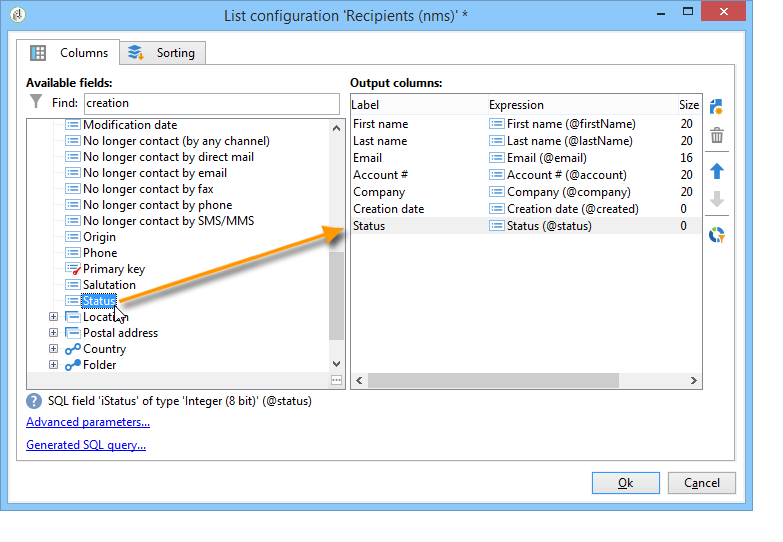 List configuration 'Recipients (nms)' *
Columns
Sorting
Available fields:
Find: creation
Modification date
No longer contact (by any channel)
No longer contact by direct mail
No longer contact by email
No longer contact by fax
No longer contact by phone
No longer contact by SMS/MMS
Origin
Phone
Primary key
Salutation
Status
Location
Postal address
Country
Folder
Output columns:
Label Expression Size
First name First name (@firstName) 20
Last name Last name (@lastName) 20
Email Email (@email) 16
Account # Account # (@account) 20
Company Company (@company) 20
Creation date Creation date (@created) 0
Status Status (@status) 0
SQL field 'iStatus' of type 'Integer (8 bit)' (@status)
Advanced parameters...
Generated SQL query...
Ok
Cancel